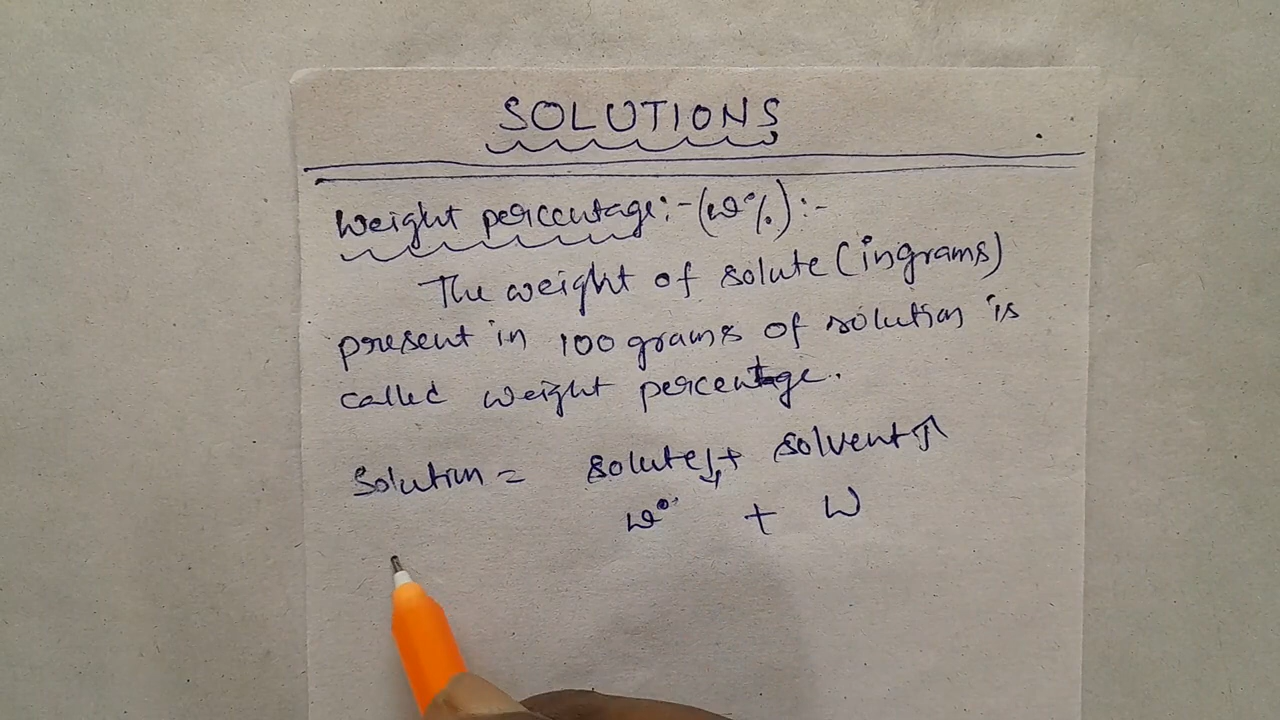 SOLUTIONS
Weight percentage:-(w%):-
The weight of solute (in grams)
present in 100 grams of solution is
called weight percentage.
Solution = solute↓ + solvent↑
w + W